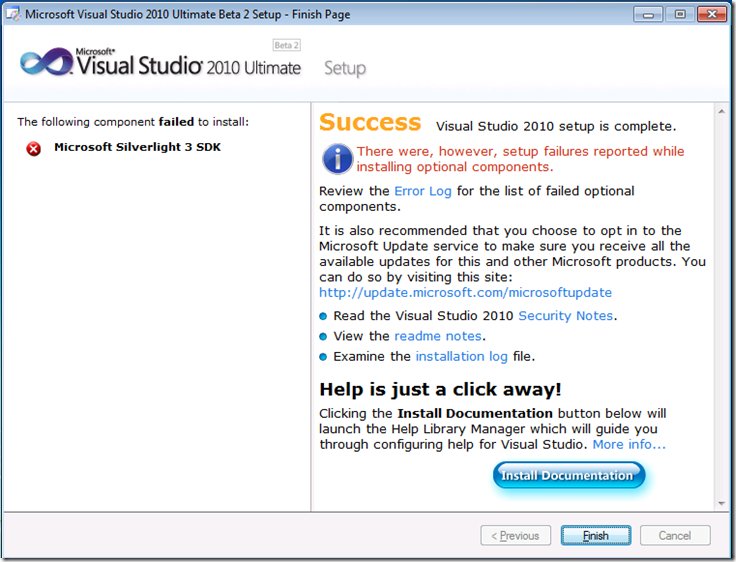 Microsoft Visual Studio 2010 Ultimate Beta 2 Setup - Finish Page
Beta 2
Microsoft®
Visual Studio® 2010 Ultimate Setup
The following component failed to install:
Microsoft Silverlight 3 SDK
Success Visual Studio 2010 setup is complete.
There were, however, setup failures reported while
installing optional components.
Review the Error Log for the list of failed optional
components.
It is also recommended that you choose to opt in to the
Microsoft Update service to make sure you receive all the
available updates for this and other Microsoft products. You
can do so by visiting this site:
http://update.microsoft.com/microsoftupdate
Read the Visual Studio 2010 Security Notes.
View the readme notes.
Examine the installation log file.
Help is just a click away!
Clicking the Install Documentation button below will
launch the Help Library Manager which will guide you
through configuring help for Visual Studio. More info...
Install Documentation
< Previous
Finish
Cancel